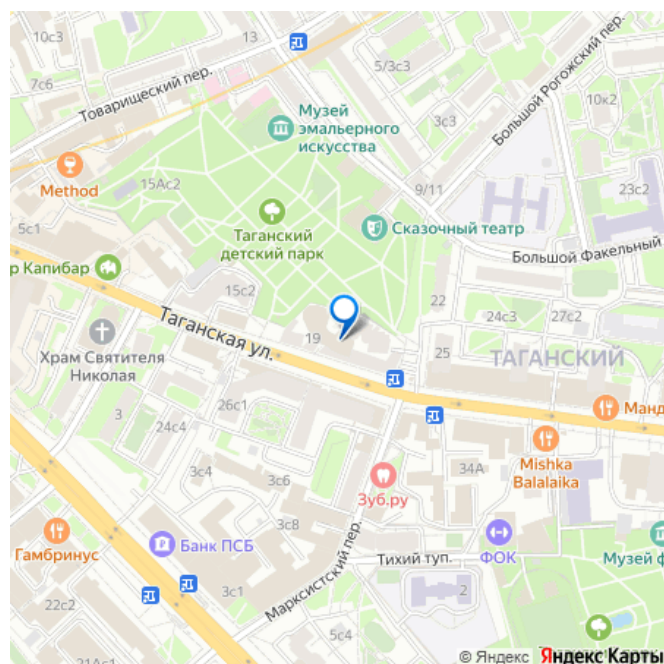 10с3
13
5/3с3
7с6
Товарищеский пер.
Большой Рогожский пер.
10к2
Музей
эмальерного
искусства
3с3
Method
15Ас2
9/11
23с2
5с1
Таганский
детский парк
Сказочный театр
Большой Факельный
р Капибар
15с2
22
24с3
27с2
Таганская ул.
19
25
ТАГАНСКИЙ
Храм Святителя
Николая
26с1
Манд
3
24с4
34А
Mishka
Balalaika
3с4
3с6
Зуб.ру
3с8
Гамбринус
Банк ПСБ
ФОК
Музей ф
Тихий туп.
Марксистский пер.
22с2
3с1
2
5с4
© Яндекс Яндекс Карты